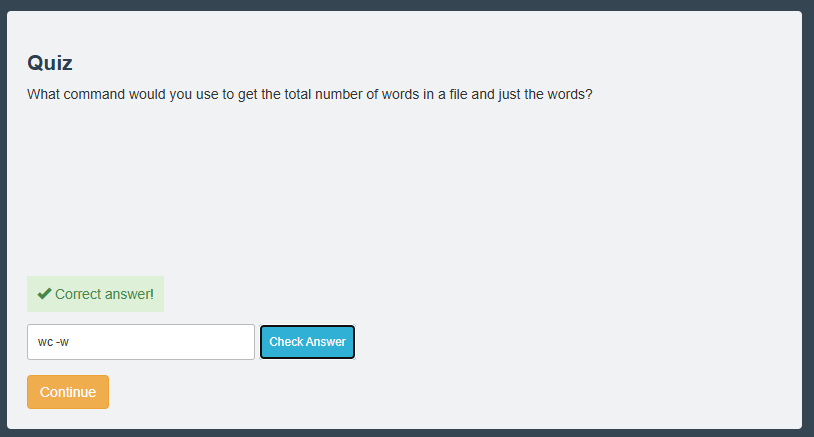 Quiz
What command would you use to get the total number of words in a file and just the words?
Correct answer!
wc -w
Check Answer
Continue